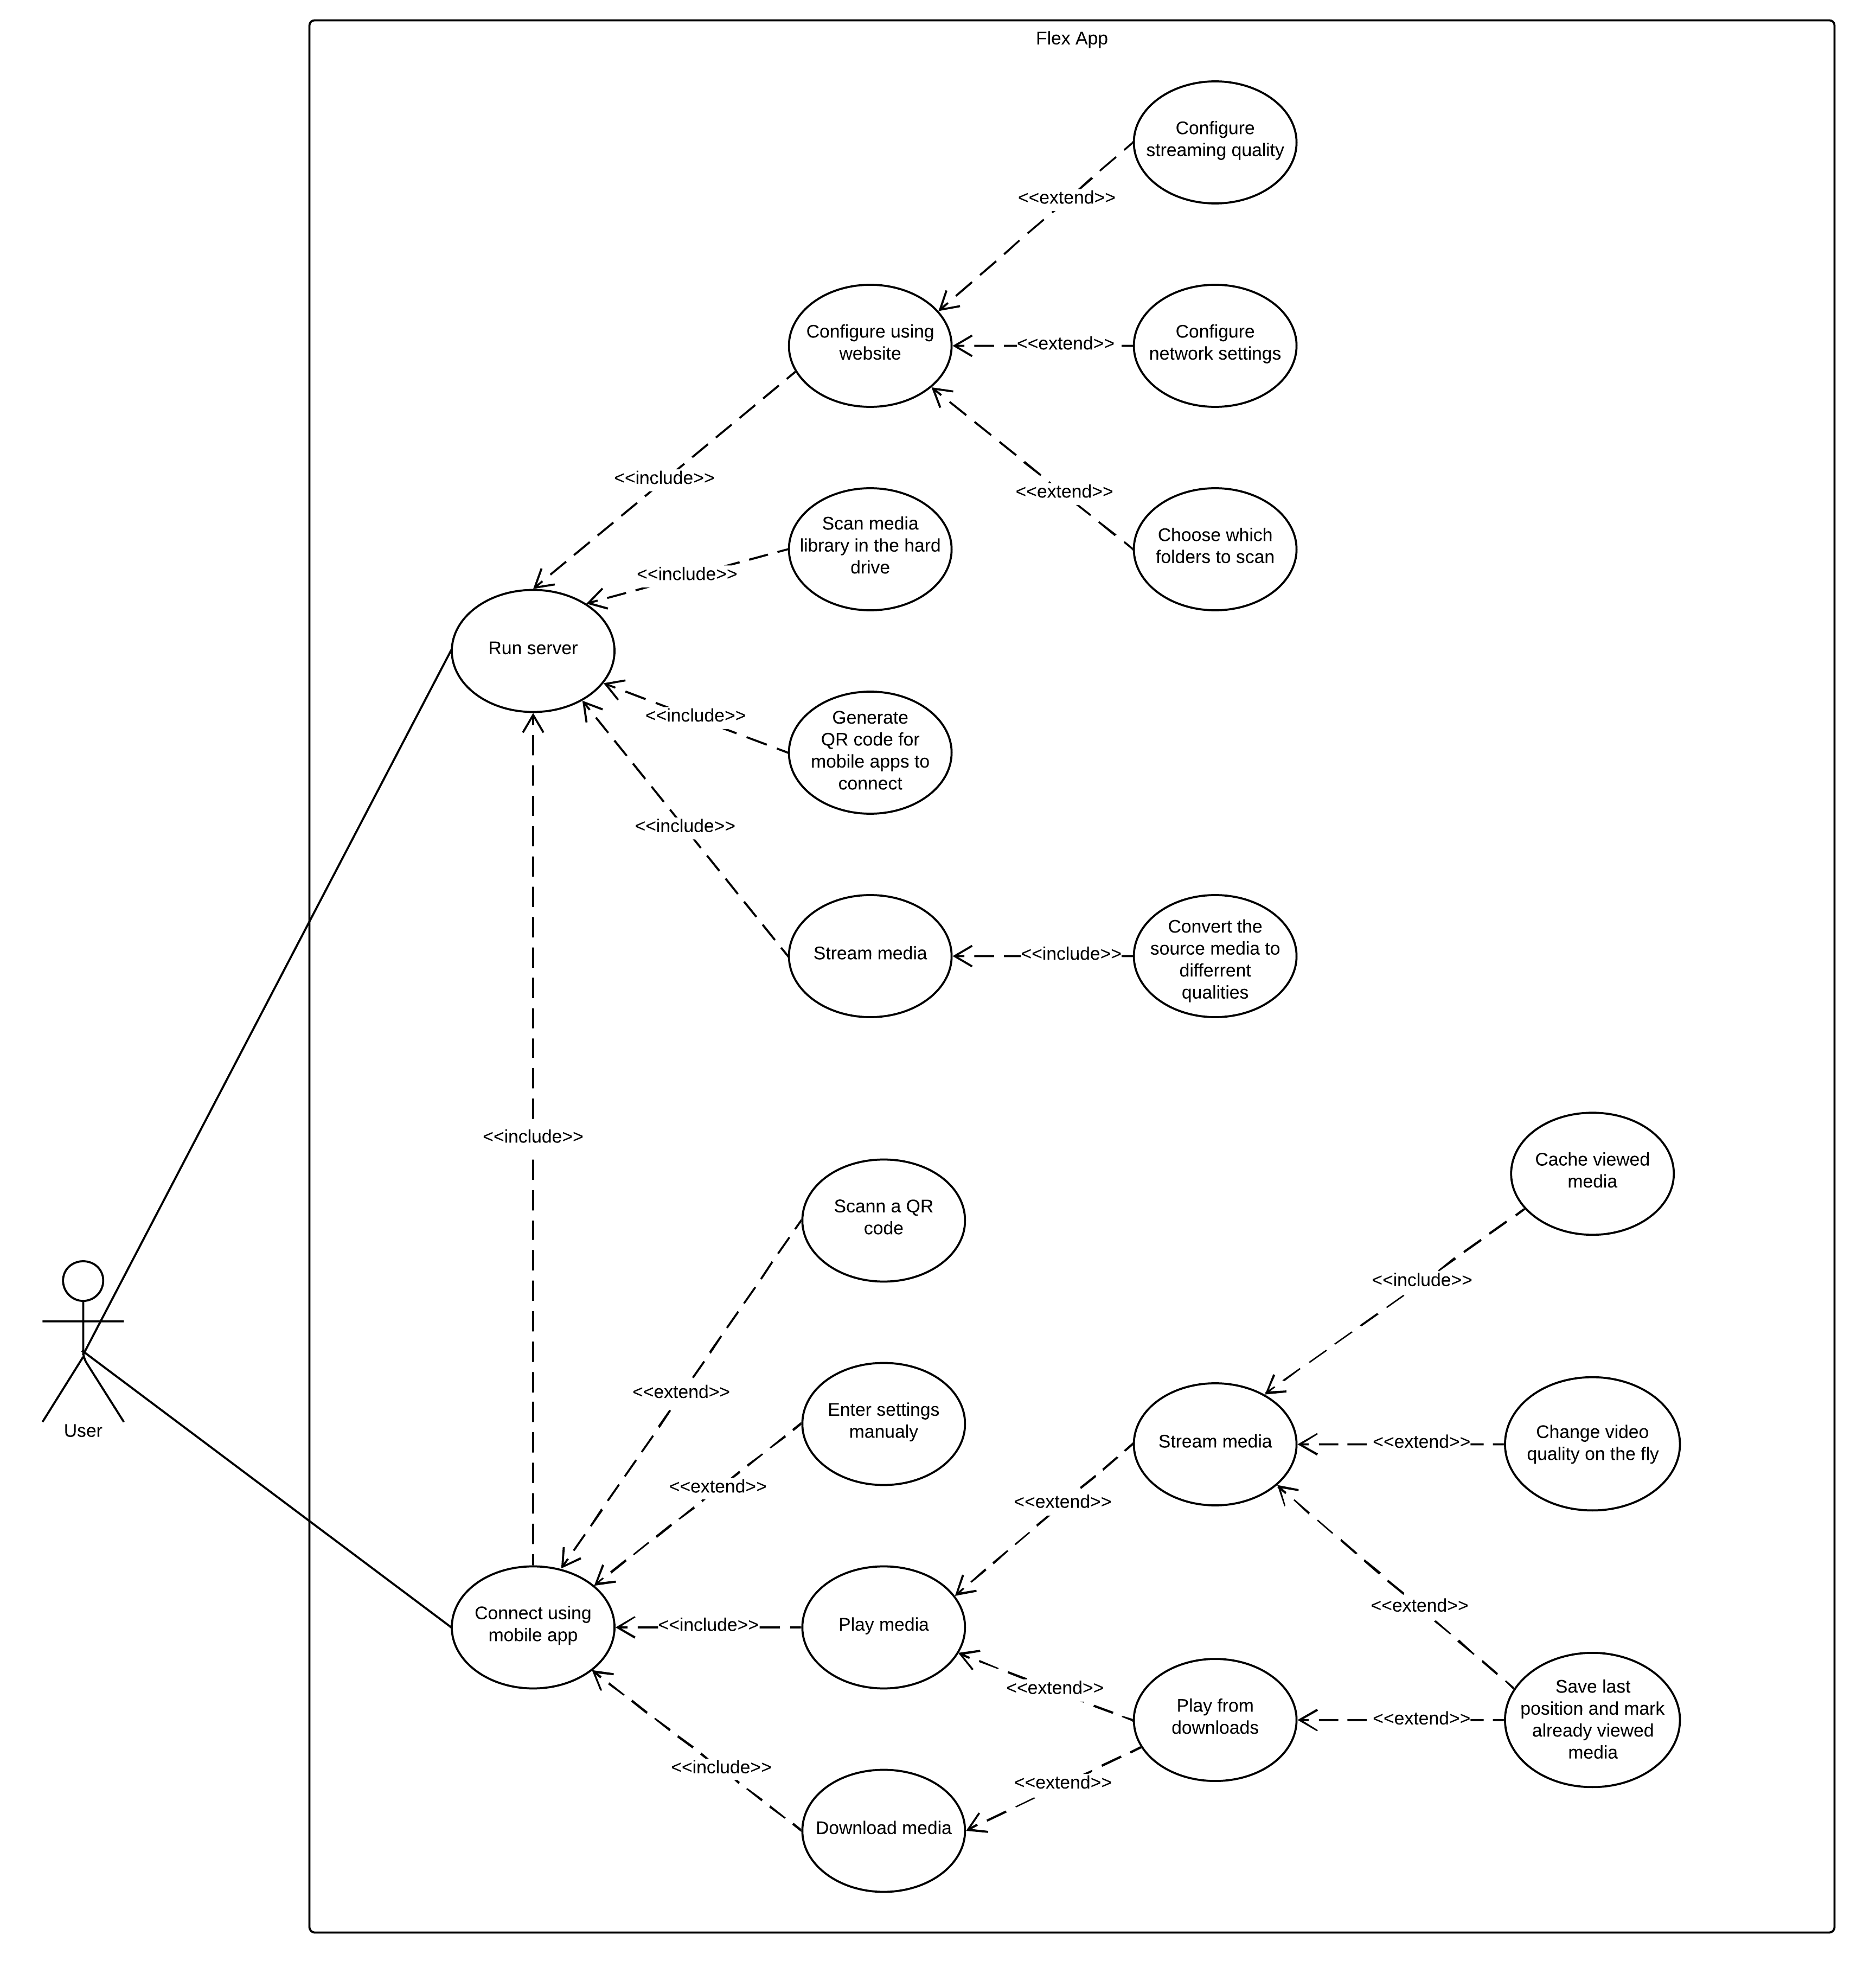 Flex App
Configure
streaming quality
<<extend>>
Configure using
website
<<extend>>
Configure
network settings
<<include>>
<<extend>>
Scan media
library in the hard
drive
Choose which
folders to scan
<<include>>
Run server
<<include>>
Generate
QR code for
mobile apps to
connect
<<include>>
Stream media
<<include>>
Convert the
source media to
differrent
qualities
<<include>>
Cache viewed
media
Scann a QR
code
<<include>>
<<extend>>
User
Enter settings
manualy
<<extend>>
Stream media
<<extend>>
Change video
quality on the fly
<<extend>>
<<extend>>
Connect using
mobile app
<<include>>
Play media
<<extend>>
Play from
downloads
<<extend>>
Save last
position and mark
already viewed
media
<<include>>
<<extend>>
Download media